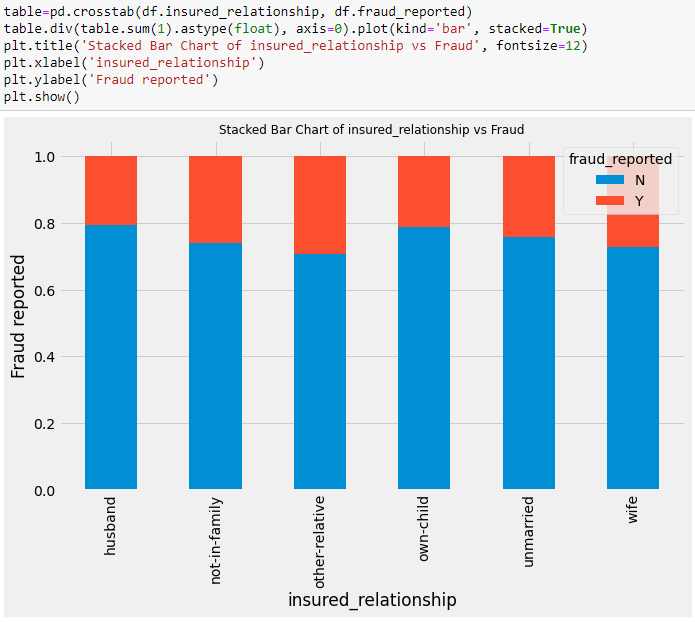 table=pd.crosstab(df.insured_relationship, df.fraud_reported)
table.div(table.sum(1).astype(float), axis=0).plot(kind='bar', stacked=True)
plt.title('Stacked Bar Chart of insured_relationship vs Fraud', fontsize=12)
plt.xlabel('insured_relationship')
plt.ylabel('Fraud reported')
plt.show()
Stacked Bar Chart of insured_relationship vs Fraud
fraud_reported
N
Y
1.0
0.8
0.6
0.4
0.2
0.0
Fraud reported
husband
not-in-family
other-relative
own-child
unmarried
wife
insured_relationship